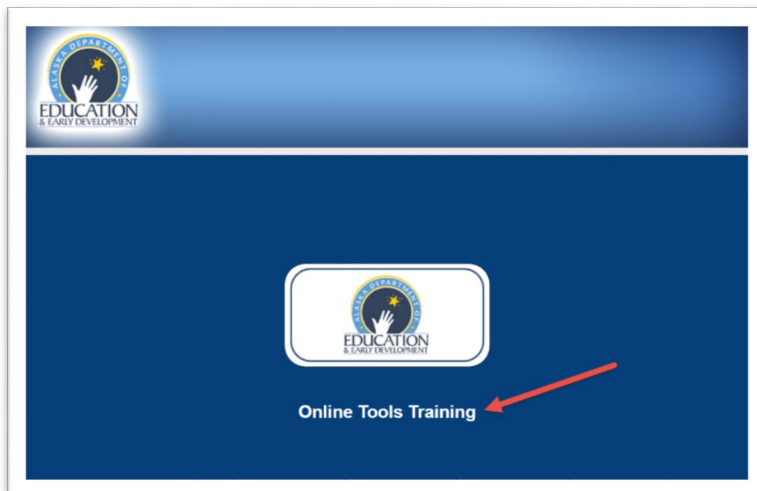 ALASKA DEPARTMENT OF
EDUCATION
& EARLY DEVELOPMENT
ALASKA DEPARTMENT OF
EDUCATION
& EARLY DEVELOPMENT
Online Tools Training